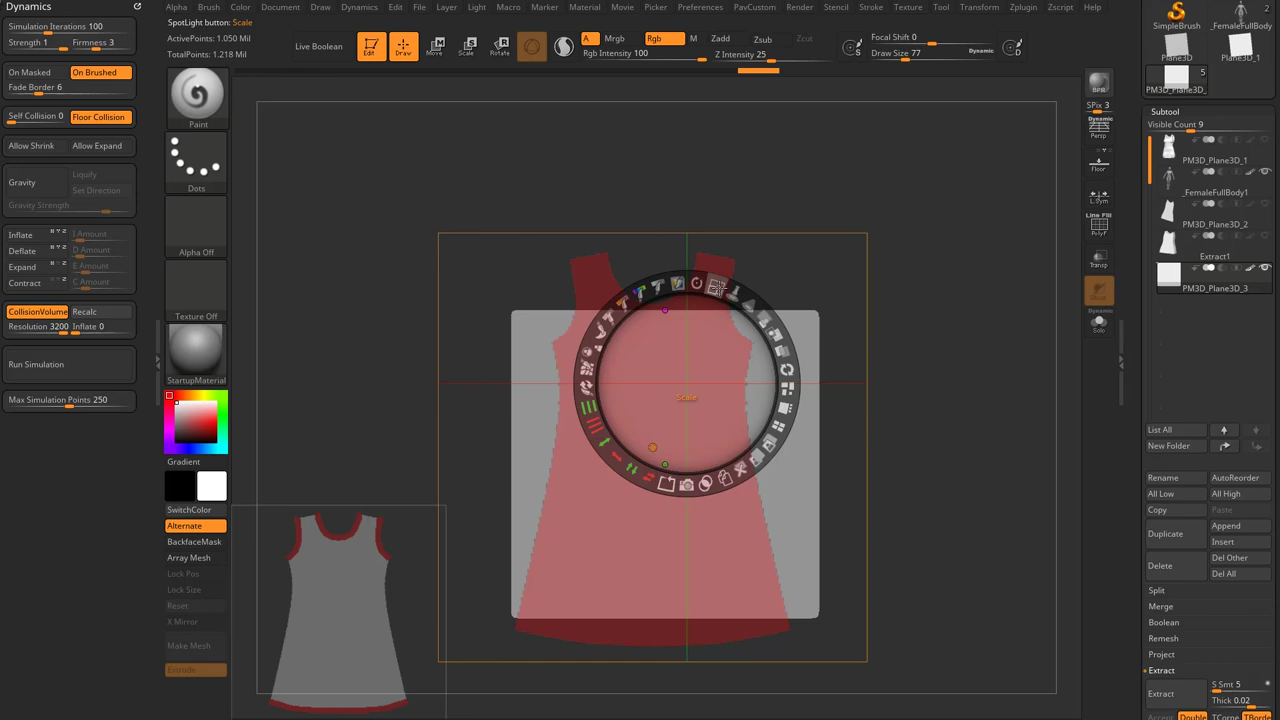 Dynamics
Simulation Iterations 100
Strength 1 Firmness 3
On Masked On Brushed
Fade Border 6
Self Collision 0 Floor Collision
Allow Shrink Allow Expand
Gravity Liquify
Set Direction
Gravity Strength
Inflate I Amount
Deflate D Amount
Expand E Amount
Contract C Amount
CollisionVolume Recalc
Resolution 3200 Inflate 0
Run Simulation
Max Simulation Points 250
Alpha Brush Color Document Draw Dynamics Edit File Layer Light Macro Marker Material Movie Picker Preferences PavCustom Render Stencil Stroke Texture Tool Transform Zplugin Zscript Help
SpotLight button: Scale
ActivePoints: 1.050 Mil
TotalPoints: 1.218 Mil
Live Boolean Edit Draw Move Scale Rotate
A Mrgb Rgb M Zadd Zsub Zcut
Rgb Intensity 100 Z Intensity 25
S Focal Shift 0
Draw Size 77 Dynamic D
Paint
Dots
Alpha Off
Texture Off
StartupMaterial
Gradient
SwitchColor
Alternate
BackfaceMask
Array Mesh
Lock Pos
Lock Size
Reset
X Mirror
Make Mesh
Extrude
Scale
BPR
SPix 3
Dynamic
Persp
Floor
L.Sym
Line Fill
PolyF
Transp
Ghost
Solo
SimpleBrush _FemaleFullBody
Plane3D Plane3D_1
5
PM3D_Plane3D_
Subtool
Visible Count 9
PM3D_Plane3D_1
_FemaleFullBody1
PM3D_Plane3D_2
Extract1
PM3D_Plane3D_3
List All
New Folder
Rename AutoReorder
All Low All High
Copy Paste
Duplicate Append
Insert
Delete Del Other
Del All
Split
Merge
Boolean
Remesh
Project
Extract
Extract S Smt 5
Thick 0.02
Accept Double TCorne TBorde